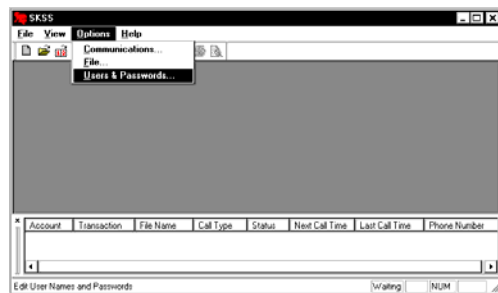 SKSS
File View Options Help
Communications...
File...
Users & Passwords...
Account Transaction File Name Call Type Status Next Call Time Last Call Time Phone Number
Edit User Names and Passwords Waiting NUM